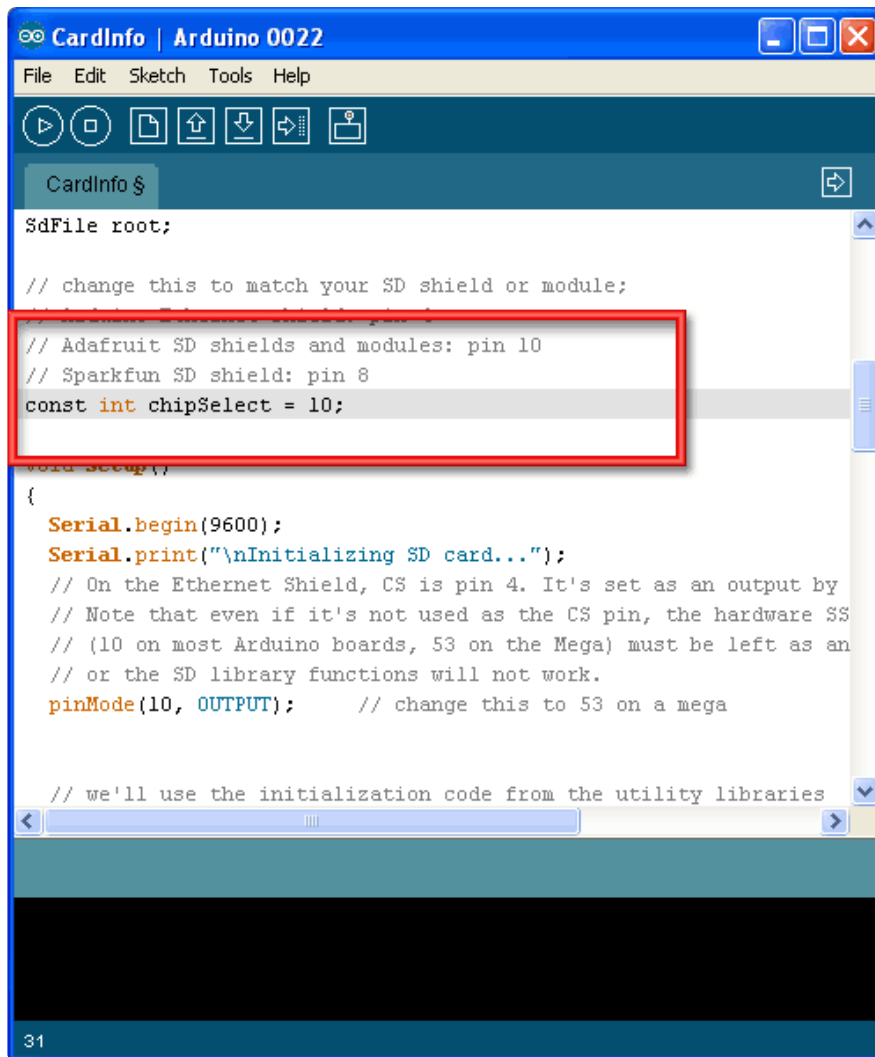 CardInfo | Arduino 0022
File Edit Sketch Tools Help
CardInfo §
SdFile root;
// change this to match your SD shield or module;
// Adafruit SD shields and modules: pin 10
// Sparkfun SD shield: pin 8
const int chipSelect = 10;
void setup()
{
Serial.begin(9600);
Serial.print("\nInitializing SD card...");
// On the Ethernet Shield, CS is pin 4. It's set as an output by
// Note that even if it's not used as the CS pin, the hardware SS
// (10 on most Arduino boards, 53 on the Mega) must be left as an
// or the SD library functions will not work.
pinMode(10, OUTPUT); // change this to 53 on a mega
// we'll use the initialization code from the utility libraries
31